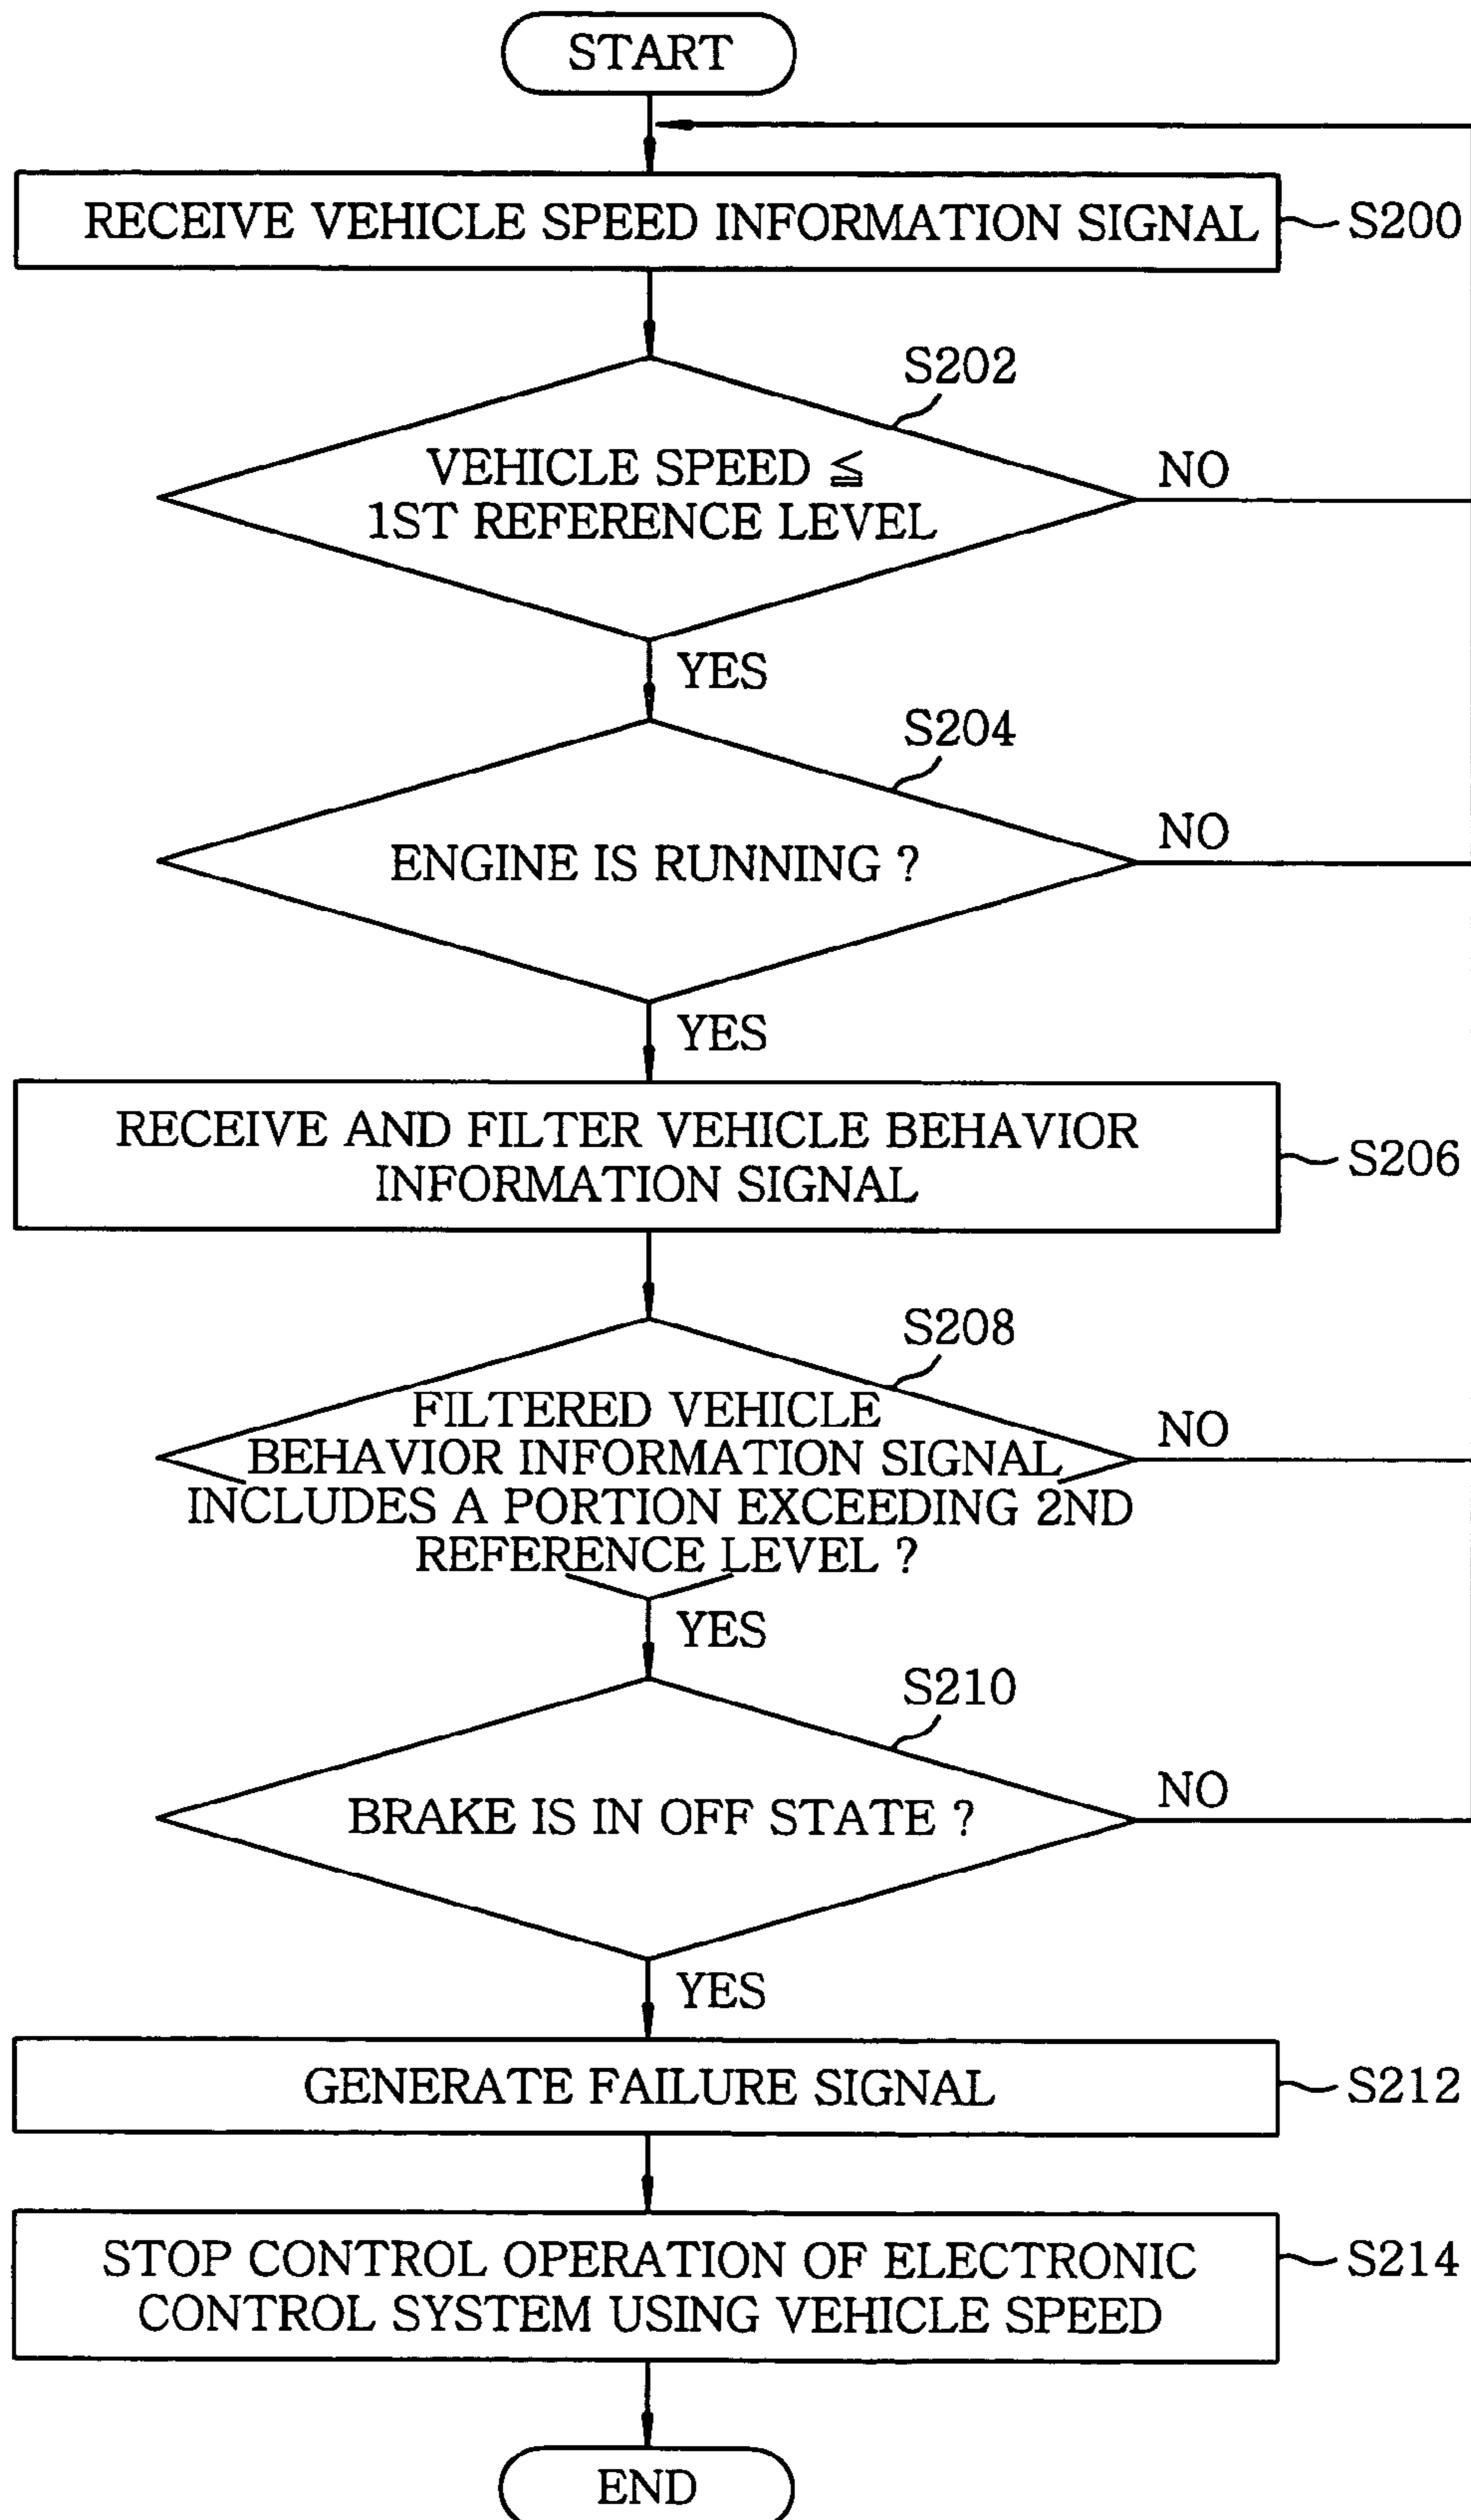 START
RECEIVE VEHICLE SPEED INFORMATION SIGNAL
S200
S202
VEHICLE SPEED ≦
1ST REFERENCE LEVEL
NO
YES
S204
ENGINE IS RUNNING ?
NO
YES
RECEIVE AND FILTER VEHICLE BEHAVIOR
INFORMATION SIGNAL
S206
S208
FILTERED VEHICLE
BEHAVIOR INFORMATION SIGNAL
INCLUDES A PORTION EXCEEDING 2ND
REFERENCE LEVEL ?
NO
YES
S210
BRAKE IS IN OFF STATE ?
NO
YES
GENERATE FAILURE SIGNAL
S212
STOP CONTROL OPERATION OF ELECTRONIC
CONTROL SYSTEM USING VEHICLE SPEED
S214
END